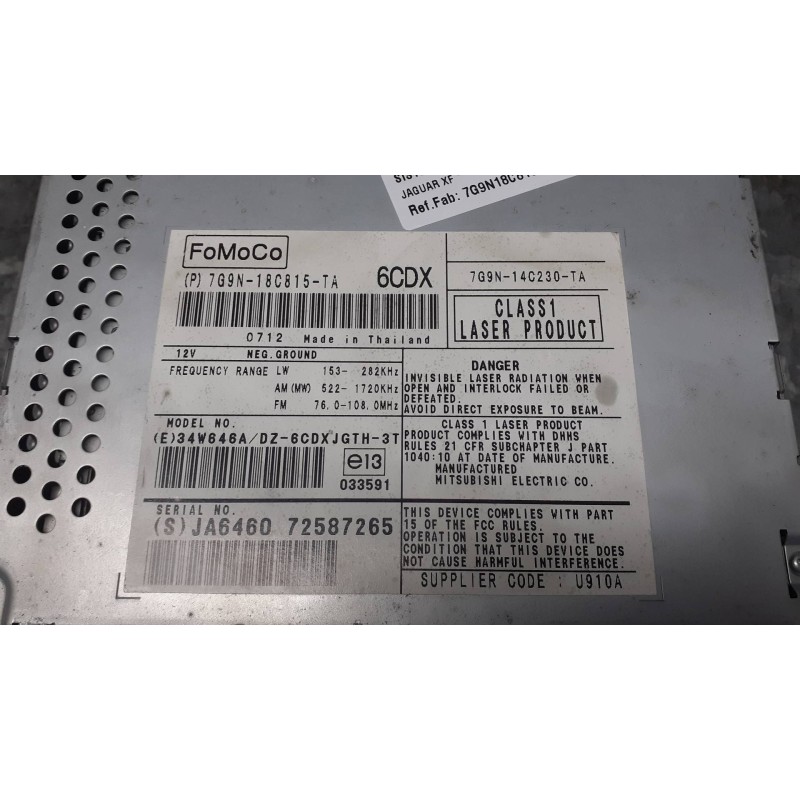 JAGUAR XF
Ref.Fab: 7G9N18C81
FoMoCo
(P) 7G9N-18C815-TA 6CDX
0712 Made in Thailand
12V NEG.GROUND
FREQUENCY RANGE LW 153- 282KHz
AM(MW) 522- 1720KHz
FM 76.0-108.0MHz
MODEL NO.
(E)34W646A/DZ-6CDXJGTH-3T
e13
033591
SERIAL NO.
(S)JA6460 72587265
7G9N-14C230-TA
CLASS1
LASER PRODUCT
DANGER
INVISIBLE LASER RADIATION WHEN
OPEN AND INTERLOCK FAILED OR
DEFEATED.
AVOID DIRECT EXPOSURE TO BEAM.
CLASS 1 LASER PRODUCT
PRODUCT COMPLIES WITH DHHS
RULES 21 CFR SUBCHAPTER J PART
1040:10 AT DATE OF MANUFACTURE.
MANUFACTURED
MITSUBISHI ELECTRIC CO.
THIS DEVICE COMPLIES WITH PART
15 OF THE FCC RULES.
OPERATION IS SUBJECT TO THE
CONDITION THAT THIS DEVICE DOES
NOT CAUSE HARMFUL INTERFERENCE.
SUPPLIER CODE : U910A